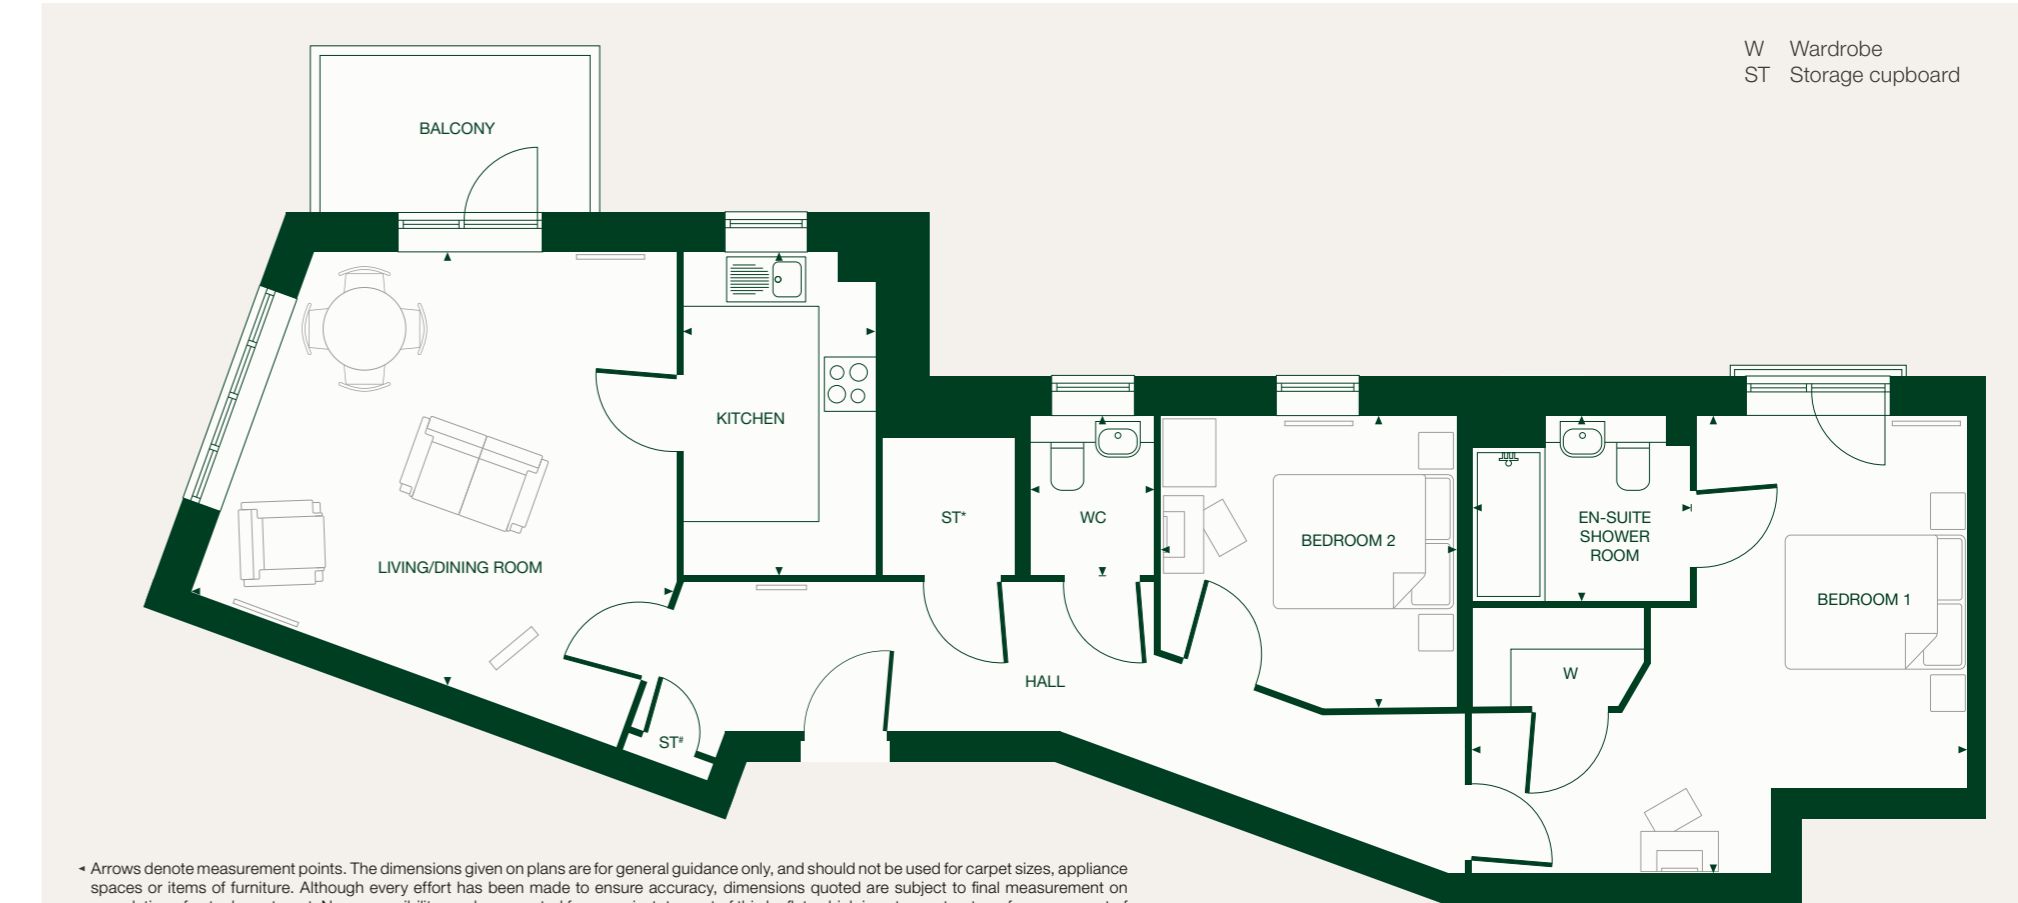 W Wardrobe
ST Storage cupboard
BALCONY
KITCHEN
ST*
WC
BEDROOM 2
EN-SUITE
SHOWER
ROOM
LIVING/DINING ROOM
BEDROOM 1
HALL
W
ST#
◄ Arrows denote measurement points. The dimensions given on plans are for general guidance only, and should not be used for carpet sizes, appliance
spaces or items of furniture. Although every effort has been made to ensure accuracy, dimensions quoted are subject to final measurement on